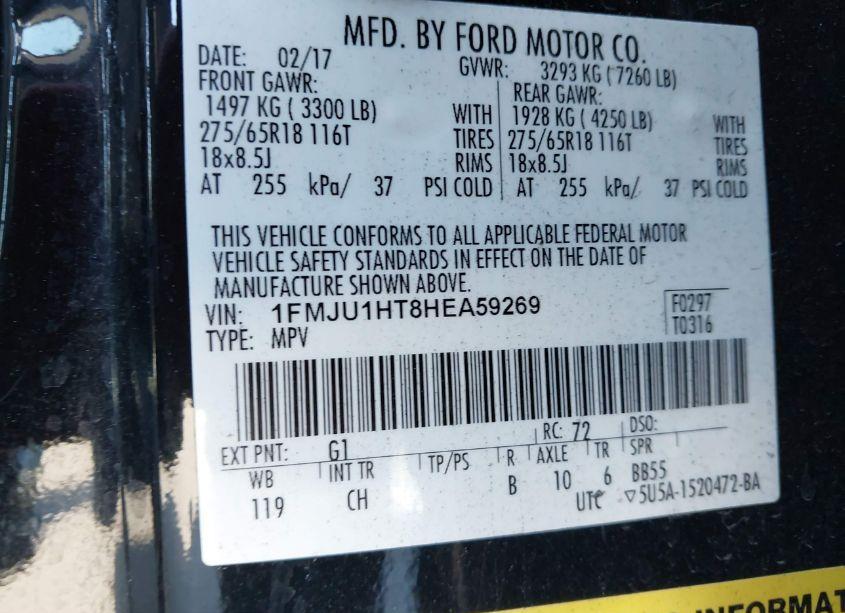 MFD. BY FORD MOTOR CO.
DATE: 02/17 GVWR: 3293 KG ( 7260 LB)
FRONT GAWR: REAR GAWR:
1497 KG ( 3300 LB) WITH 1928 KG ( 4250 LB) WITH
275/65R18 116T TIRES 275/65R18 116T TIRES
18x8.5J RIMS 18x8.5J RIMS
AT 255 kPa/ 37 PSI COLD AT 255 kPa/ 37 PSI COLD
THIS VEHICLE CONFORMS TO ALL APPLICABLE FEDERAL MOTOR
VEHICLE SAFETY STANDARDS IN EFFECT ON THE DATE OF
MANUFACTURE SHOWN ABOVE.
VIN: 1FMJU1HT8HEA59269 F0297
TYPE: MPV T0316
EXT PNT: G1 RC: 72 DSO:
WB INT TR TP/PS R AXLE TR SPR
119 CH B 10 6 BB55
UTC ▽5U5A-1520472-BA